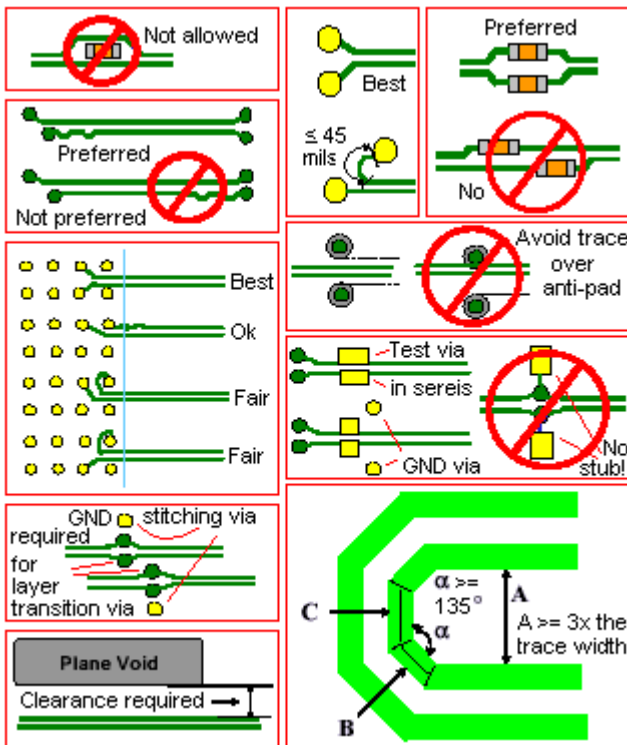 Not allowed
Preferred
Not preferred
Best
≤ 45
mils
Preferred
No
Best
Ok
Fair
Fair
Avoid trace
over
anti-pad
Test via
in sereis
GND via
No
stub!
GND
stitching via
required
for
layer
transition via
Plane Void
Clearance required
α >=
135°
α
A
A >= 3x the
trace width
C
B